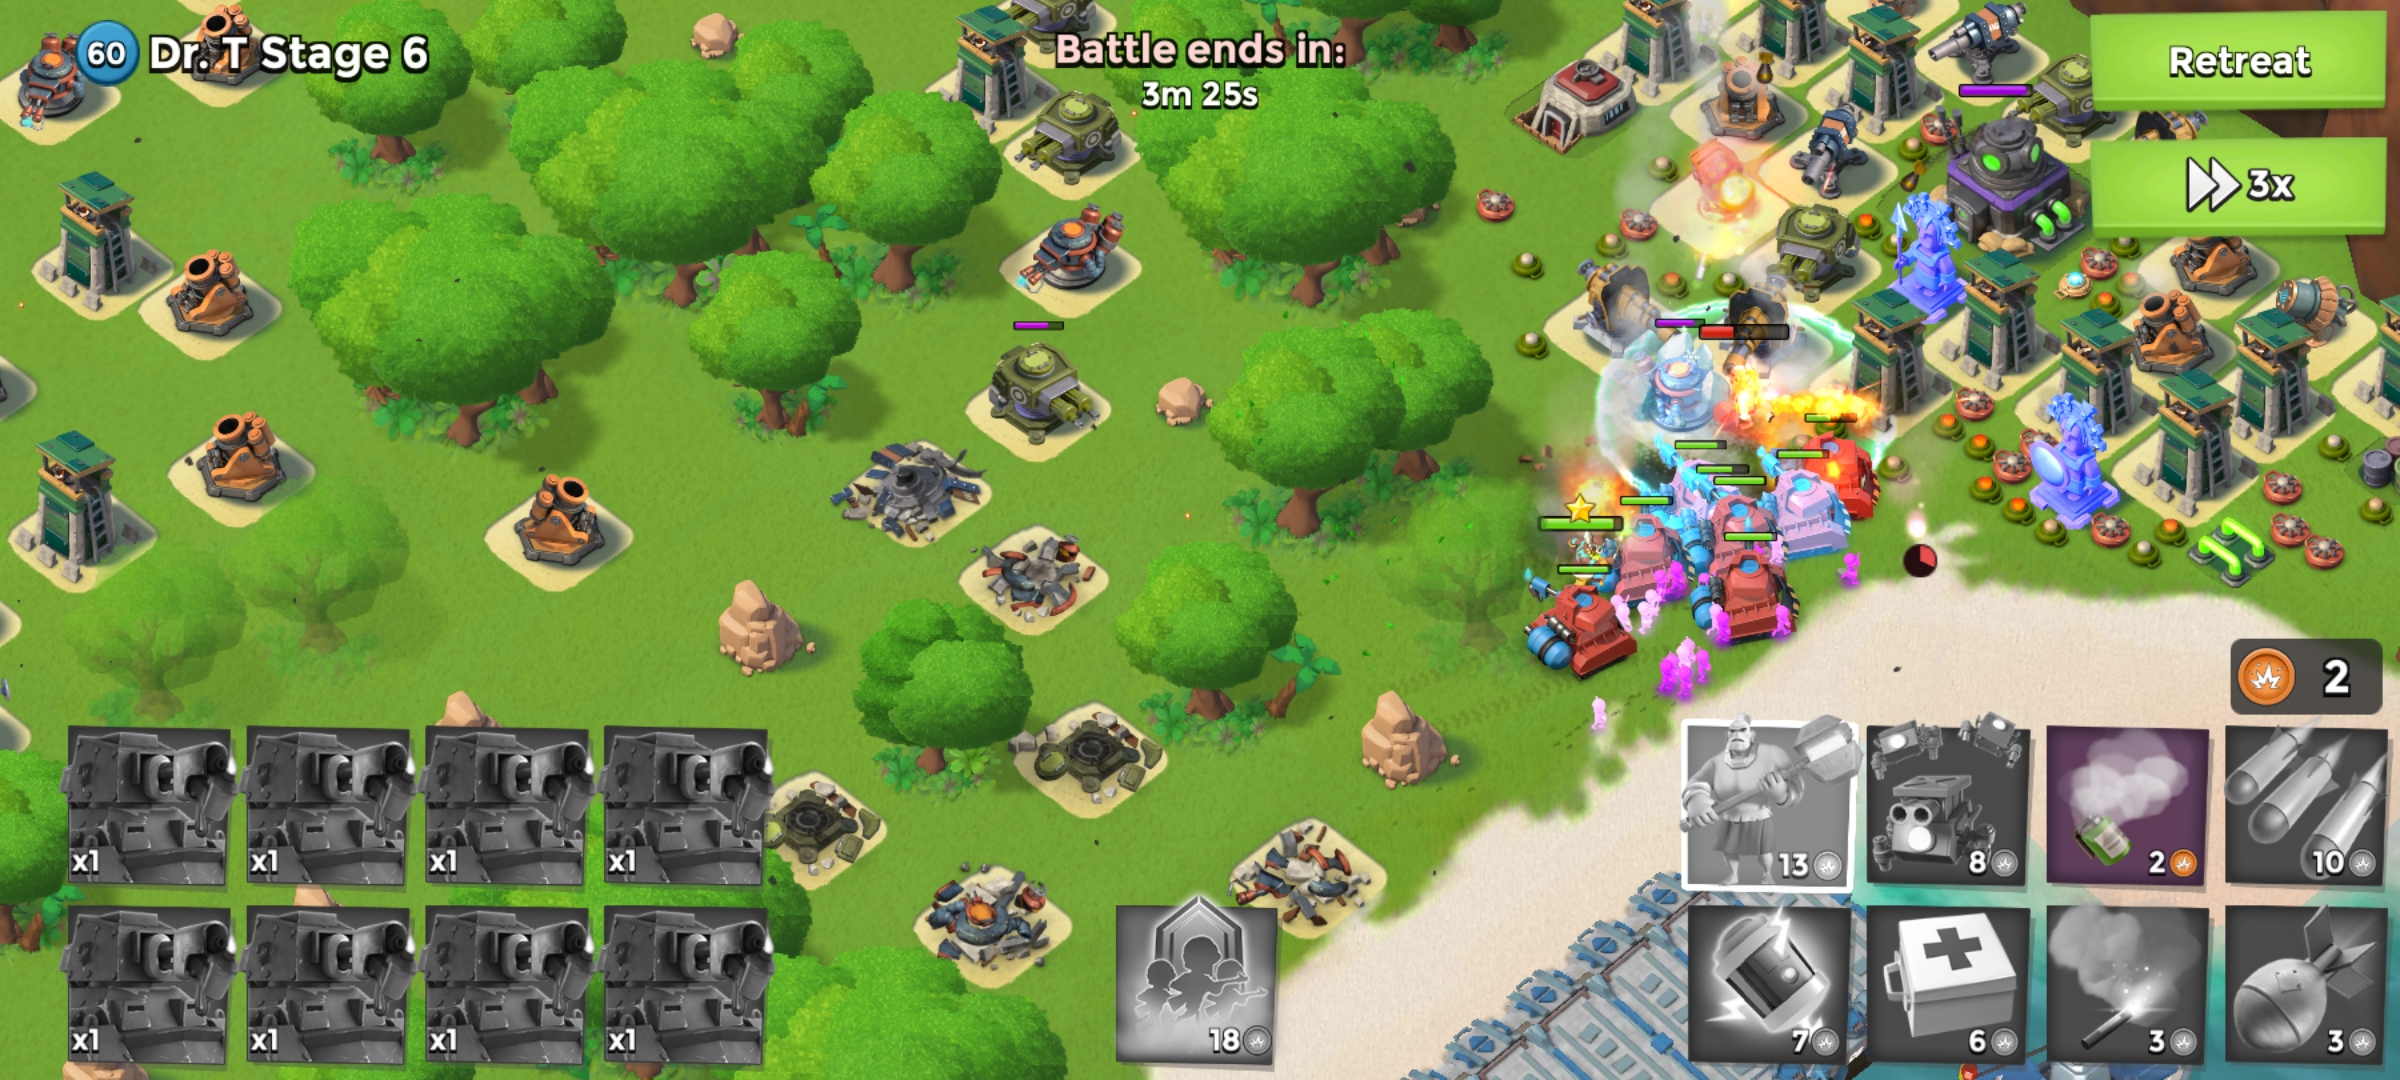 60 Dr. T Stage 6
Battle ends in:
3m 25s
Retreat
3x
2
x1 x1 x1 x1
13 8 2 10
x1 x1 x1 x1
18
7 6 3 3